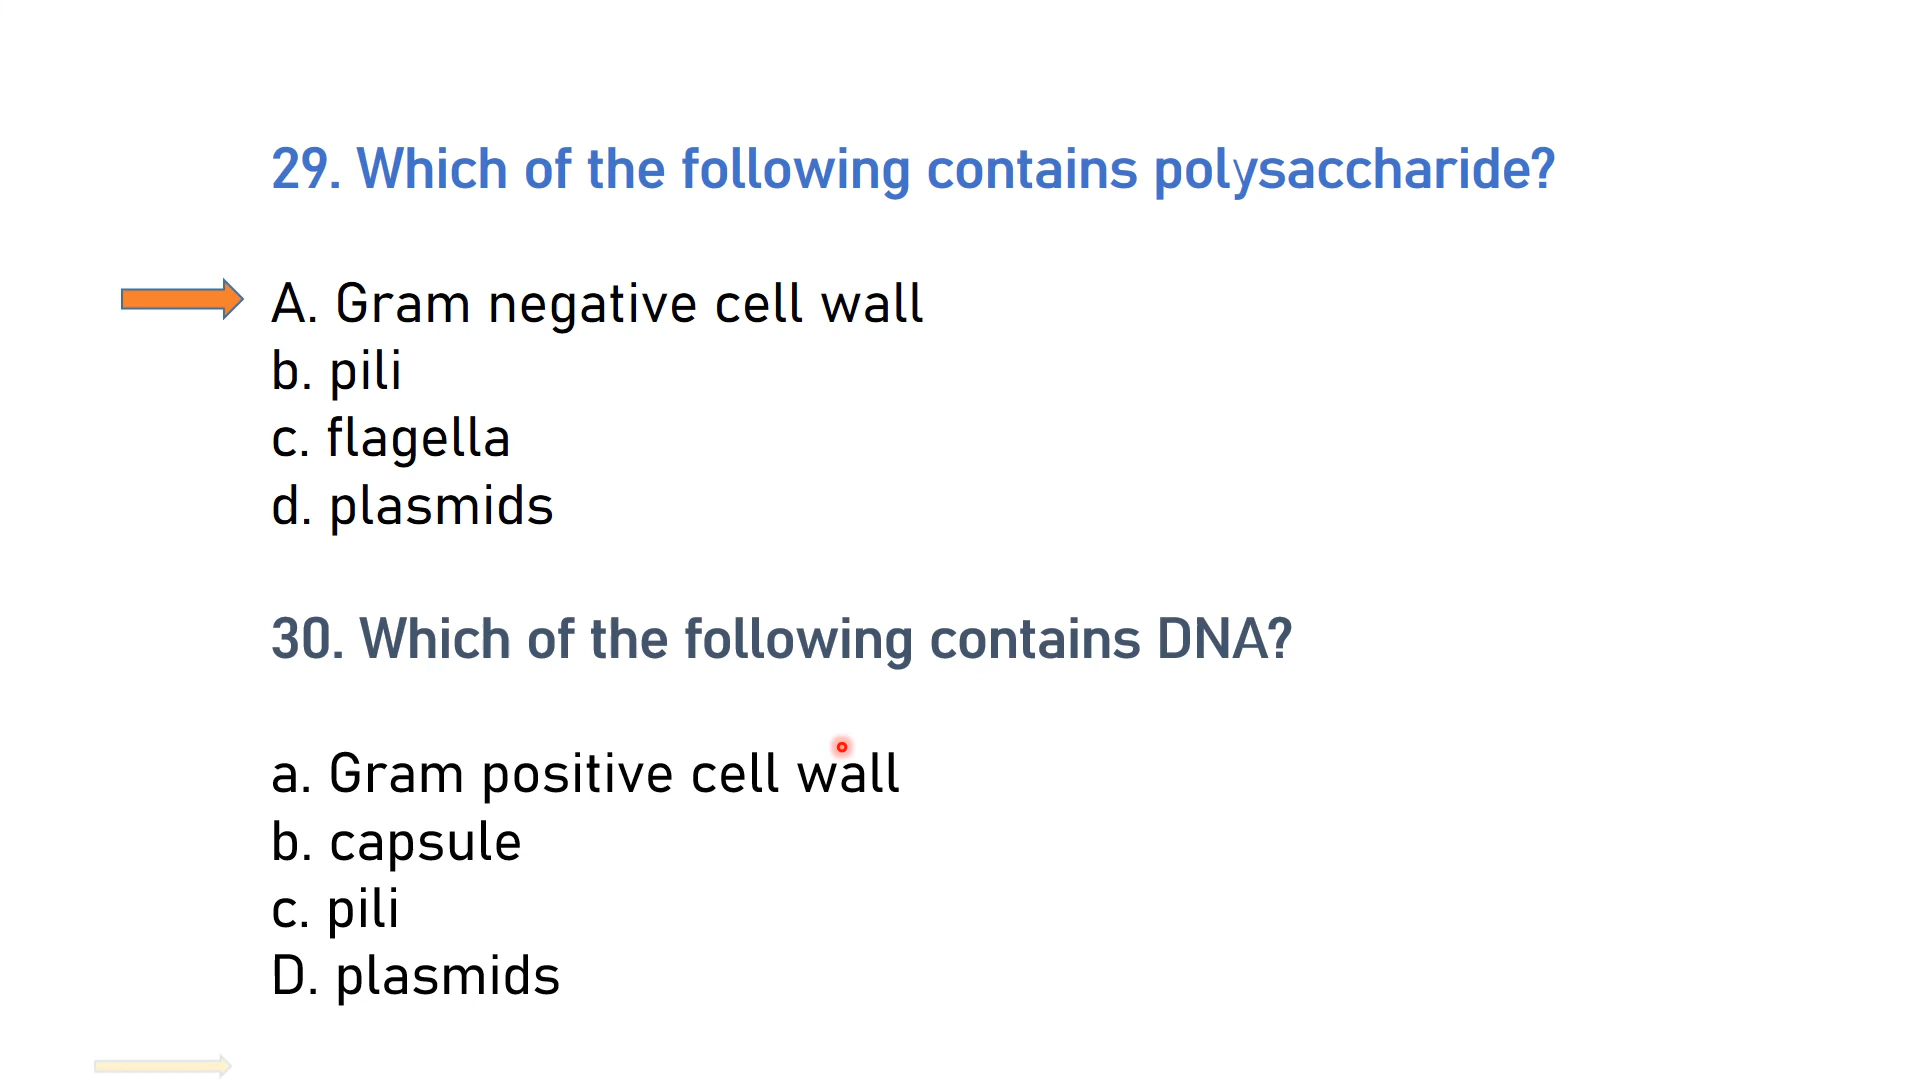 29. Which of the following contains polysaccharide?
A. Gram negative cell wall
b. pili
c. flagella
d. plasmids
30. Which of the following contains DNA?
a. Gram positive cell wall
b. capsule
c. pili
D. plasmids